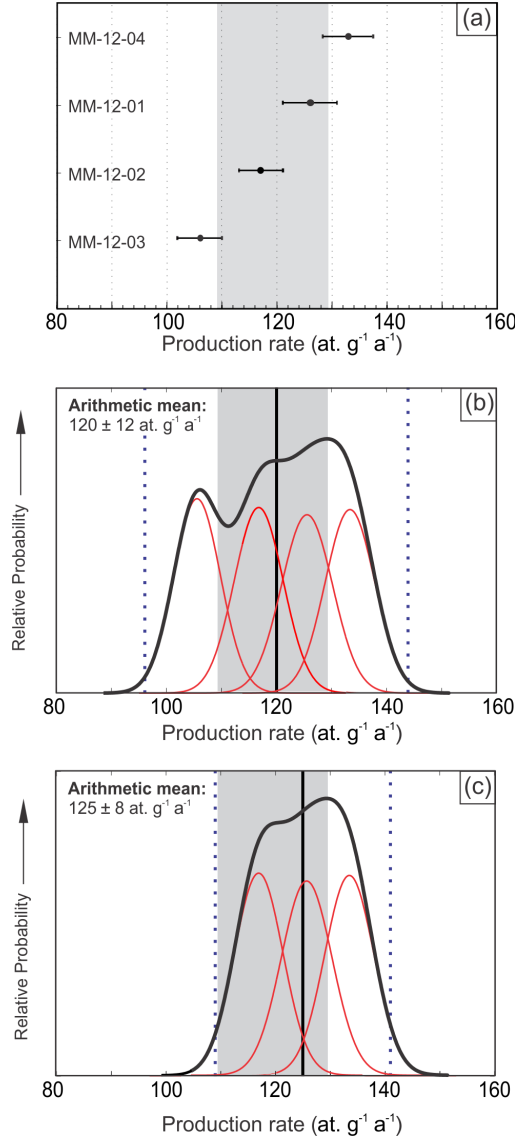 (a)
MM-12-04
MM-12-01
MM-12-02
MM-12-03
80 100 120 140 160
Production rate (at. g⁻¹ a⁻¹)
(b)
Arithmetic mean:
120 ± 12 at. g⁻¹ a⁻¹
Relative Probability
80 100 120 140 160
Production rate (at. g⁻¹ a⁻¹)
(c)
Arithmetic mean:
125 ± 8 at. g⁻¹ a⁻¹
Relative Probability
80 100 120 140 160
Production rate (at. g⁻¹ a⁻¹)